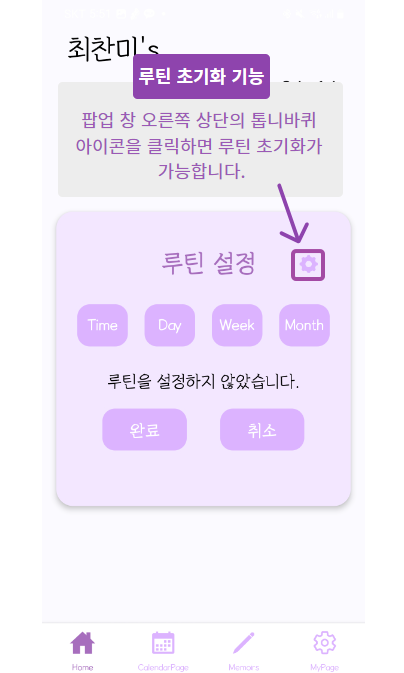 최찬미's
루틴 초기화 기능
팝업 창 오른쪽 상단의 톱니바퀴
아이콘을 클릭하면 루틴 초기화가
가능합니다.
루틴 설정
Time Day Week Month
루틴을 설정하지 않았습니다.
완료 취소
Home CalendarPage Memoirs MyPage